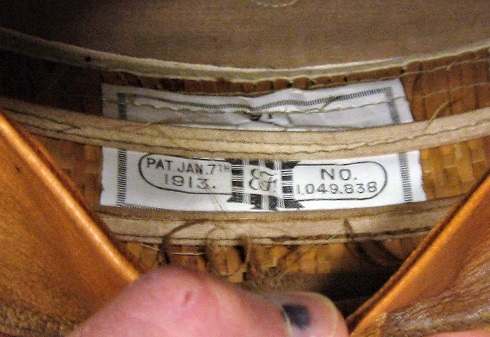 PAT. JAN. 7TH
1913.
&
NO.
1,049,838